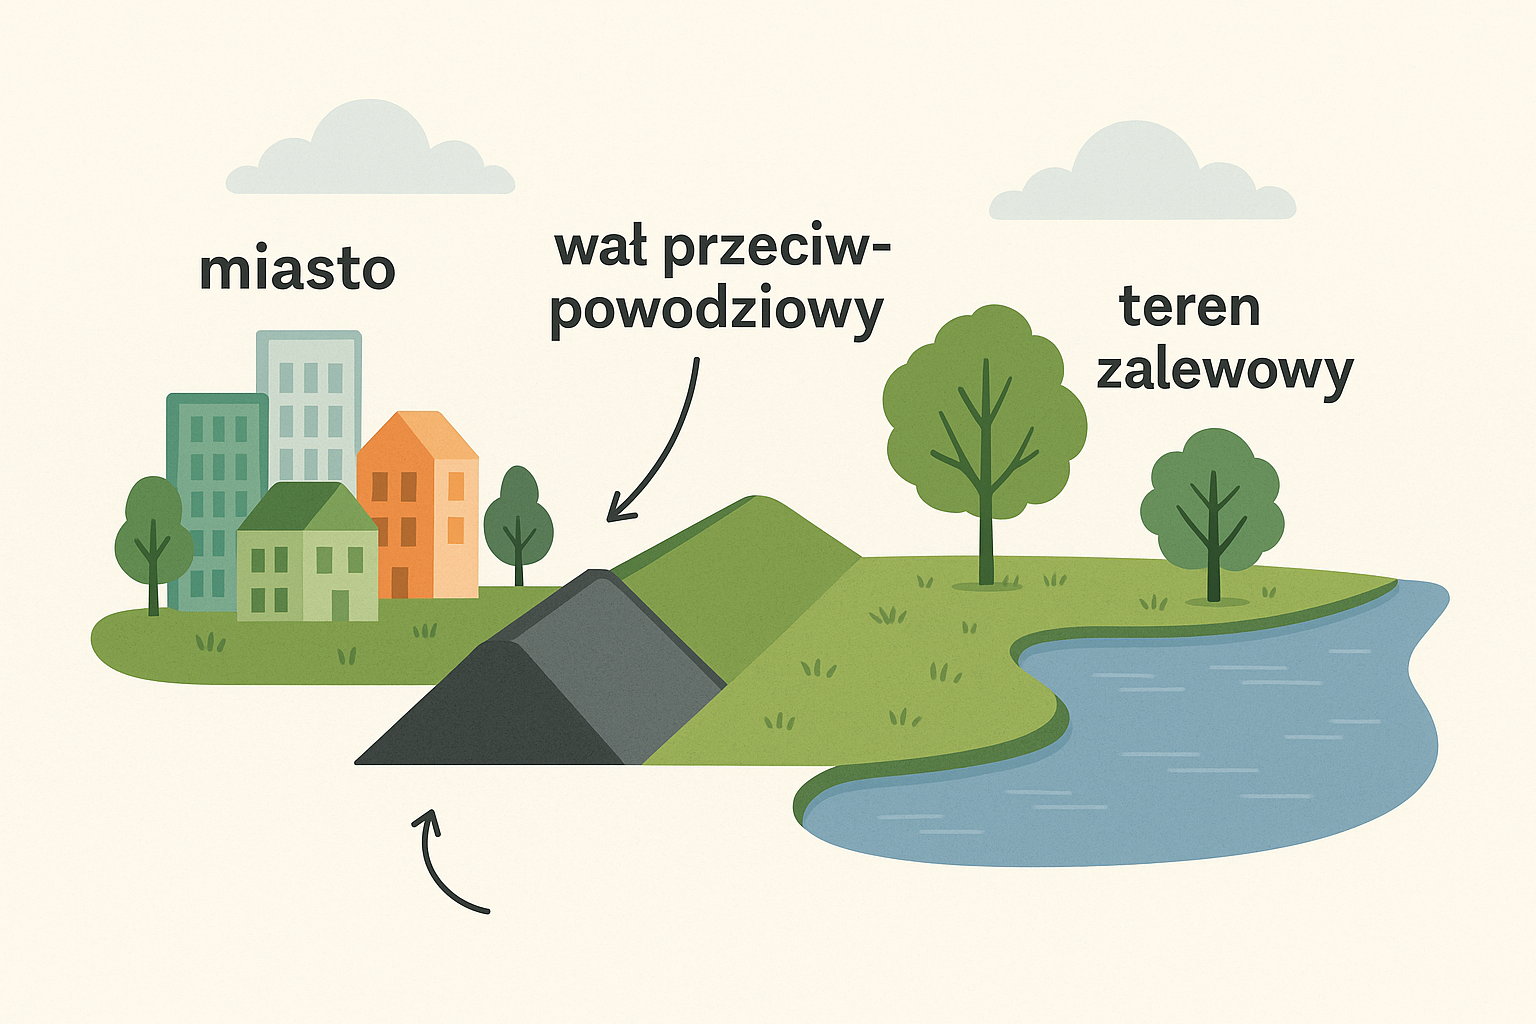 miasto
wał przeciw-
powodziowy
teren
zalewowy